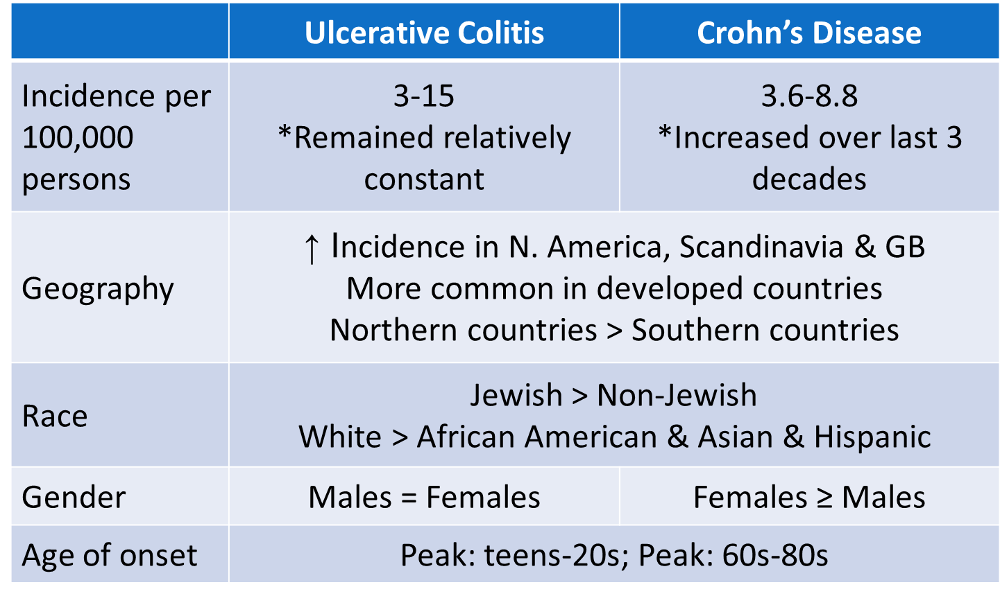 Ulcerative Colitis
Crohn’s Disease
Incidence per
100,000
persons
3-15
*Remained relatively
constant
3.6-8.8
*Increased over last 3
decades
Geography
↑ Incidence in N. America, Scandinavia & GB
More common in developed countries
Northern countries > Southern countries
Race
Jewish > Non-Jewish
White > African American & Asian & Hispanic
Gender
Males = Females
Females ≥ Males
Age of onset
Peak: teens-20s; Peak: 60s-80s